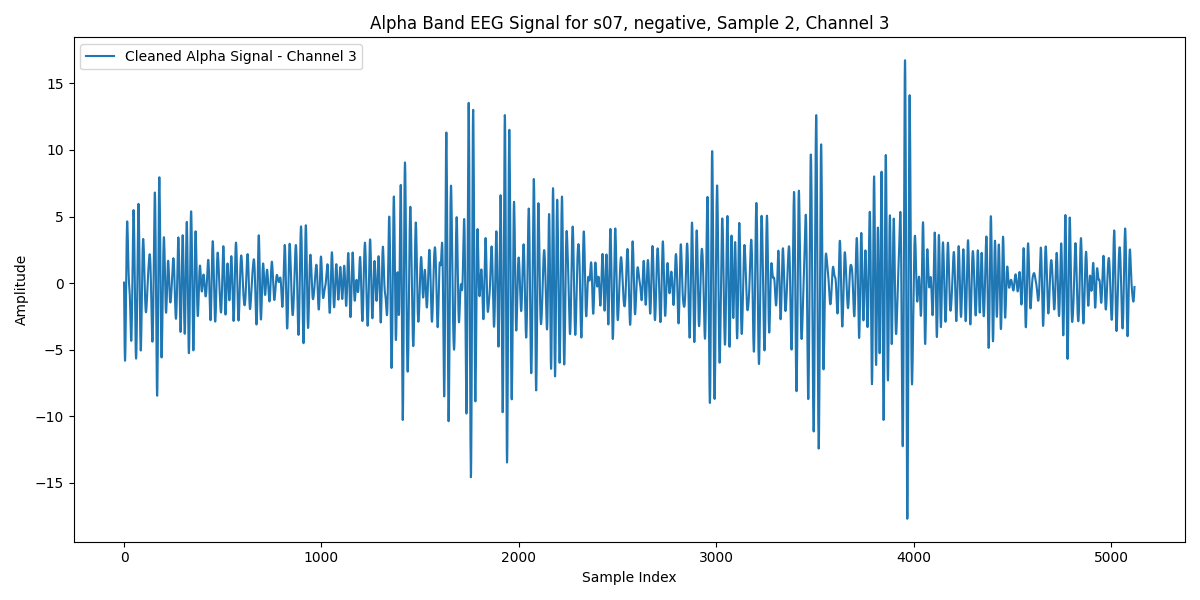 Alpha Band EEG Signal for s07, negative, Sample 2, Channel 3
Cleaned Alpha Signal - Channel 3
15
10
5
0
−5
−10
−15
Amplitude
0 1000 2000 3000 4000 5000
Sample Index